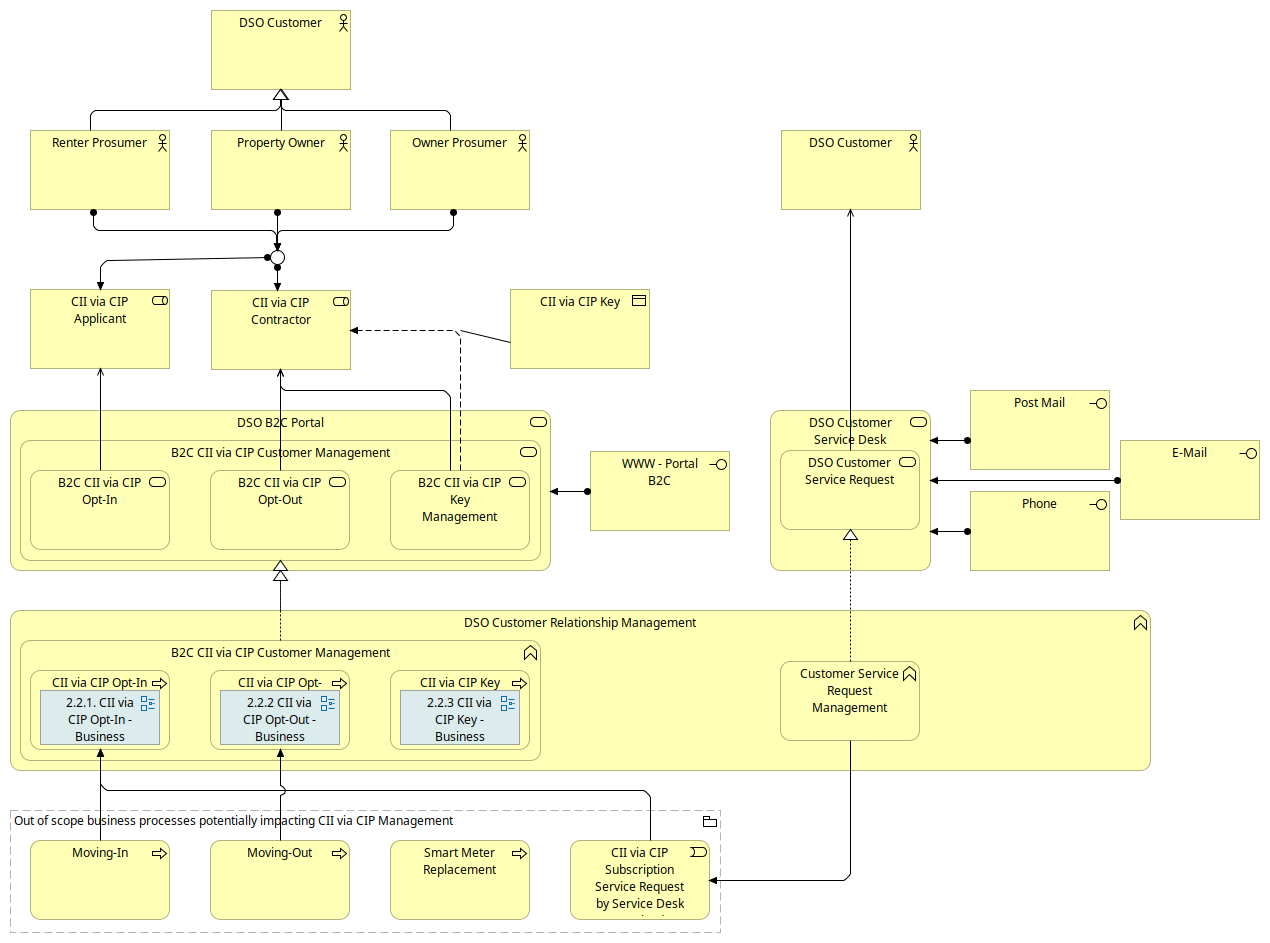 DSO Customer
Renter Prosumer
Property Owner
Owner Prosumer
DSO Customer
CII via CIP
Applicant
CII via CIP
Contractor
CII via CIP Key
DSO B2C Portal
B2C CII via CIP Customer Management
B2C CII via CIP
Opt-In
B2C CII via CIP
Opt-Out
B2C CII via CIP
Key
Management
WWW - Portal
B2C
DSO Customer
Service Desk
DSO Customer
Service Request
Post Mail
E-Mail
Phone
DSO Customer Relationship Management
B2C CII via CIP Customer Management
CII via CIP Opt-In
2.2.1. CII via
CIP Opt-In -
Business
CII via CIP Opt-
2.2.2 CII via
CIP Opt-Out -
Business
CII via CIP Key
2.2.3 CII via
CIP Key -
Business
Customer Service
Request
Management
Out of scope business processes potentially impacting CII via CIP Management
Moving-In
Moving-Out
Smart Meter
Replacement
CII via CIP
Subscription
Service Request
by Service Desk